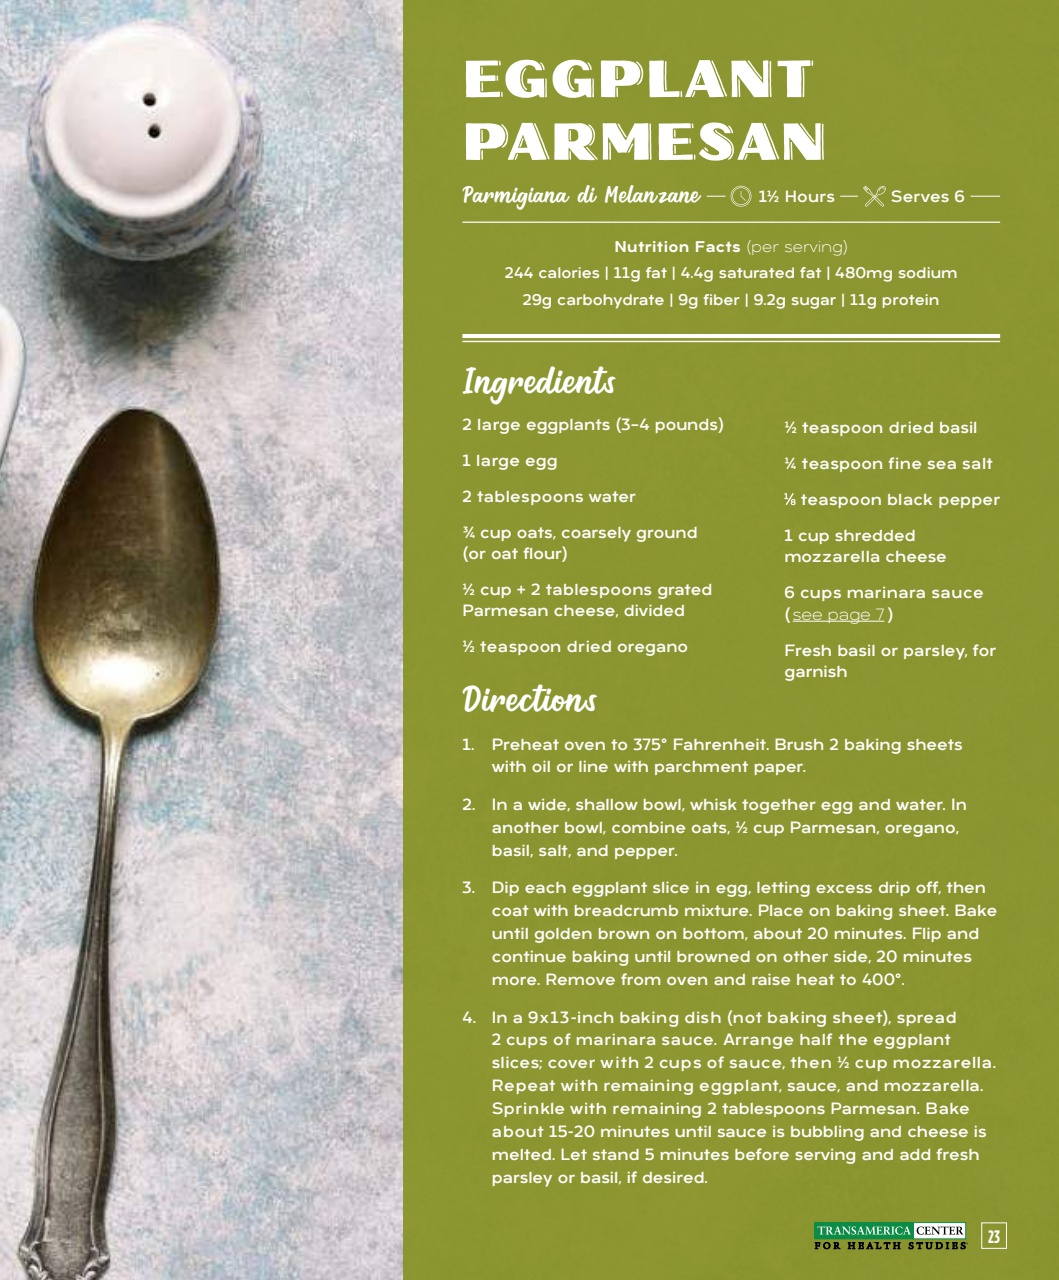 EGGPLANT
PARMESAN
Parmigiana di Melanzane — 1½ Hours — Serves 6 —
Nutrition Facts (per serving)
244 calories | 11g fat | 4.4g saturated fat | 480mg sodium
29g carbohydrate | 9g fiber | 9.2g sugar | 11g protein
Ingredients
2 large eggplants (3–4 pounds)
1 large egg
2 tablespoons water
¾ cup oats, coarsely ground
(or oat flour)
½ cup + 2 tablespoons grated
Parmesan cheese, divided
½ teaspoon dried oregano
½ teaspoon dried basil
¼ teaspoon fine sea salt
⅛ teaspoon black pepper
1 cup shredded
mozzarella cheese
6 cups marinara sauce
(see page 7)
Fresh basil or parsley, for
garnish
Directions
1. Preheat oven to 375° Fahrenheit. Brush 2 baking sheets
with oil or line with parchment paper.
2. In a wide, shallow bowl, whisk together egg and water. In
another bowl, combine oats, ½ cup Parmesan, oregano,
basil, salt, and pepper.
3. Dip each eggplant slice in egg, letting excess drip off, then
coat with breadcrumb mixture. Place on baking sheet. Bake
until golden brown on bottom, about 20 minutes. Flip and
continue baking until browned on other side, 20 minutes
more. Remove from oven and raise heat to 400°.
4. In a 9x13-inch baking dish (not baking sheet), spread
2 cups of marinara sauce. Arrange half the eggplant
slices; cover with 2 cups of sauce, then ½ cup mozzarella.
Repeat with remaining eggplant, sauce, and mozzarella.
Sprinkle with remaining 2 tablespoons Parmesan. Bake
about 15-20 minutes until sauce is bubbling and cheese is
melted. Let stand 5 minutes before serving and add fresh
parsley or basil, if desired.
TRANSAMERICA CENTER
FOR HEALTH STUDIES
23